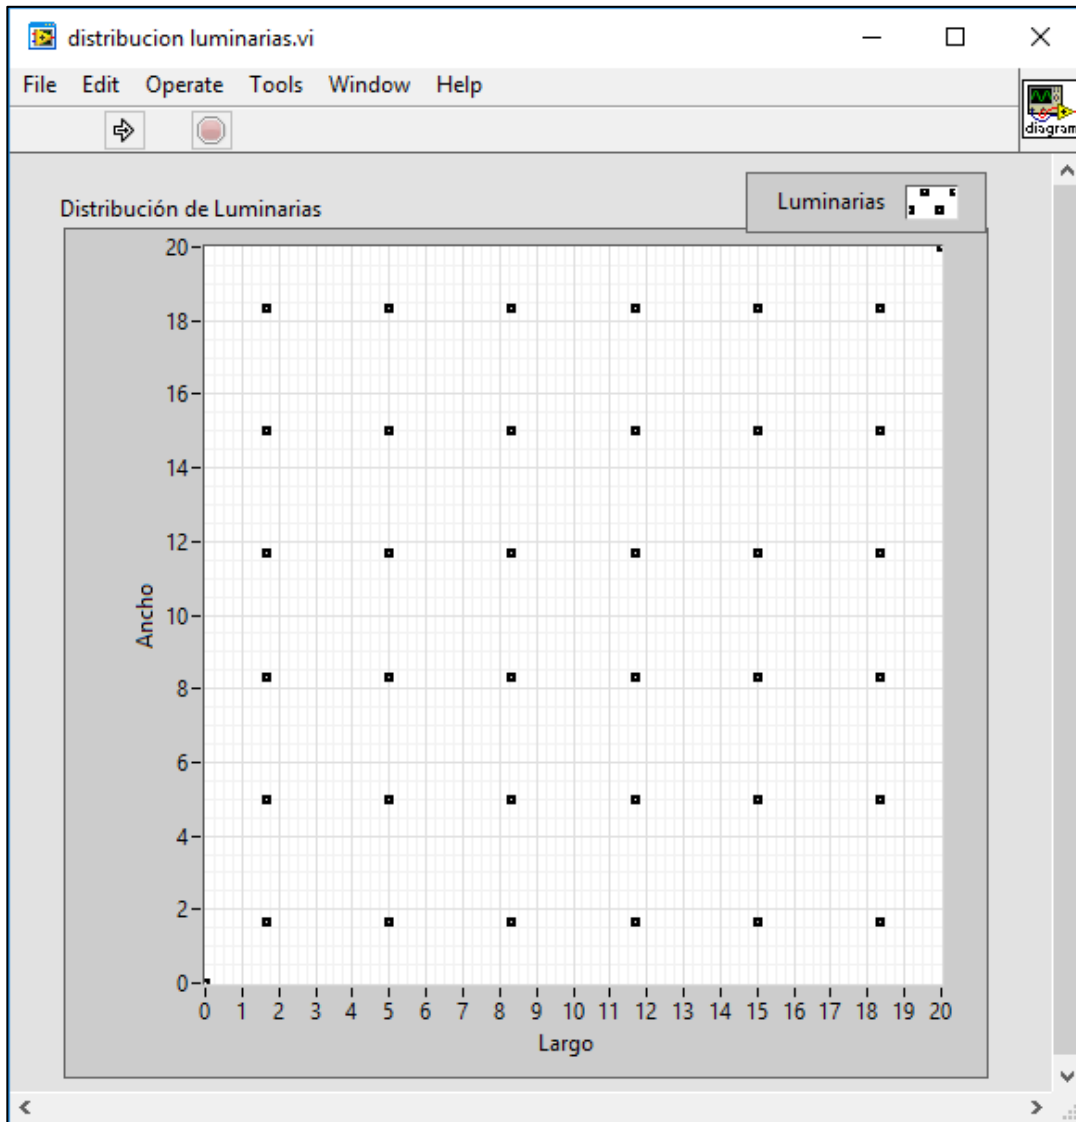 distribucion luminarias.vi
File Edit Operate Tools Window Help
diagram
Luminarias
Distribución de Luminarias
20
18
16
14
12
10
8
6
4
2
0
Ancho
0 1 2 3 4 5 6 7 8 9 10 11 12 13 14 15 16 17 18 19 20
Largo